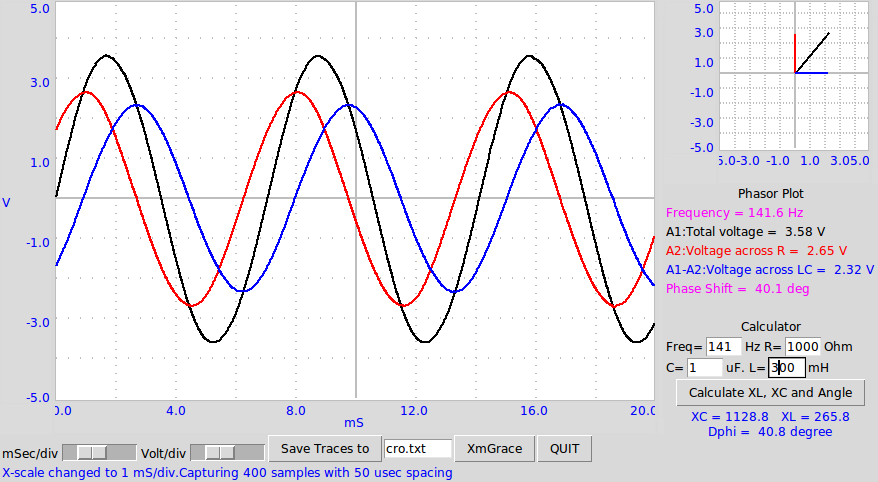 5.0
3.0
1.0
V
-1.0
-3.0
-5.0
0.0 4.0 8.0 12.0 16.0 20.0
mS
5.0
3.0
1.0
-1.0
-3.0
-5.0
5.0-3.0 -1.0 1.0 3.05.0
Phasor Plot
Frequency = 141.6 Hz
A1:Total voltage = 3.58 V
A2:Voltage across R = 2.65 V
A1-A2:Voltage across LC = 2.32 V
Phase Shift = 40.1 deg
Calculator
Freq= 141 Hz R= 1000 Ohm
C= 1 uF. L= 300 mH
Calculate XL, XC and Angle
XC = 1128.8 XL = 265.8
Dphi = 40.8 degree
mSec/div Volt/div Save Traces to cro.txt XmGrace QUIT
X-scale changed to 1 mS/div.Capturing 400 samples with 50 usec spacing